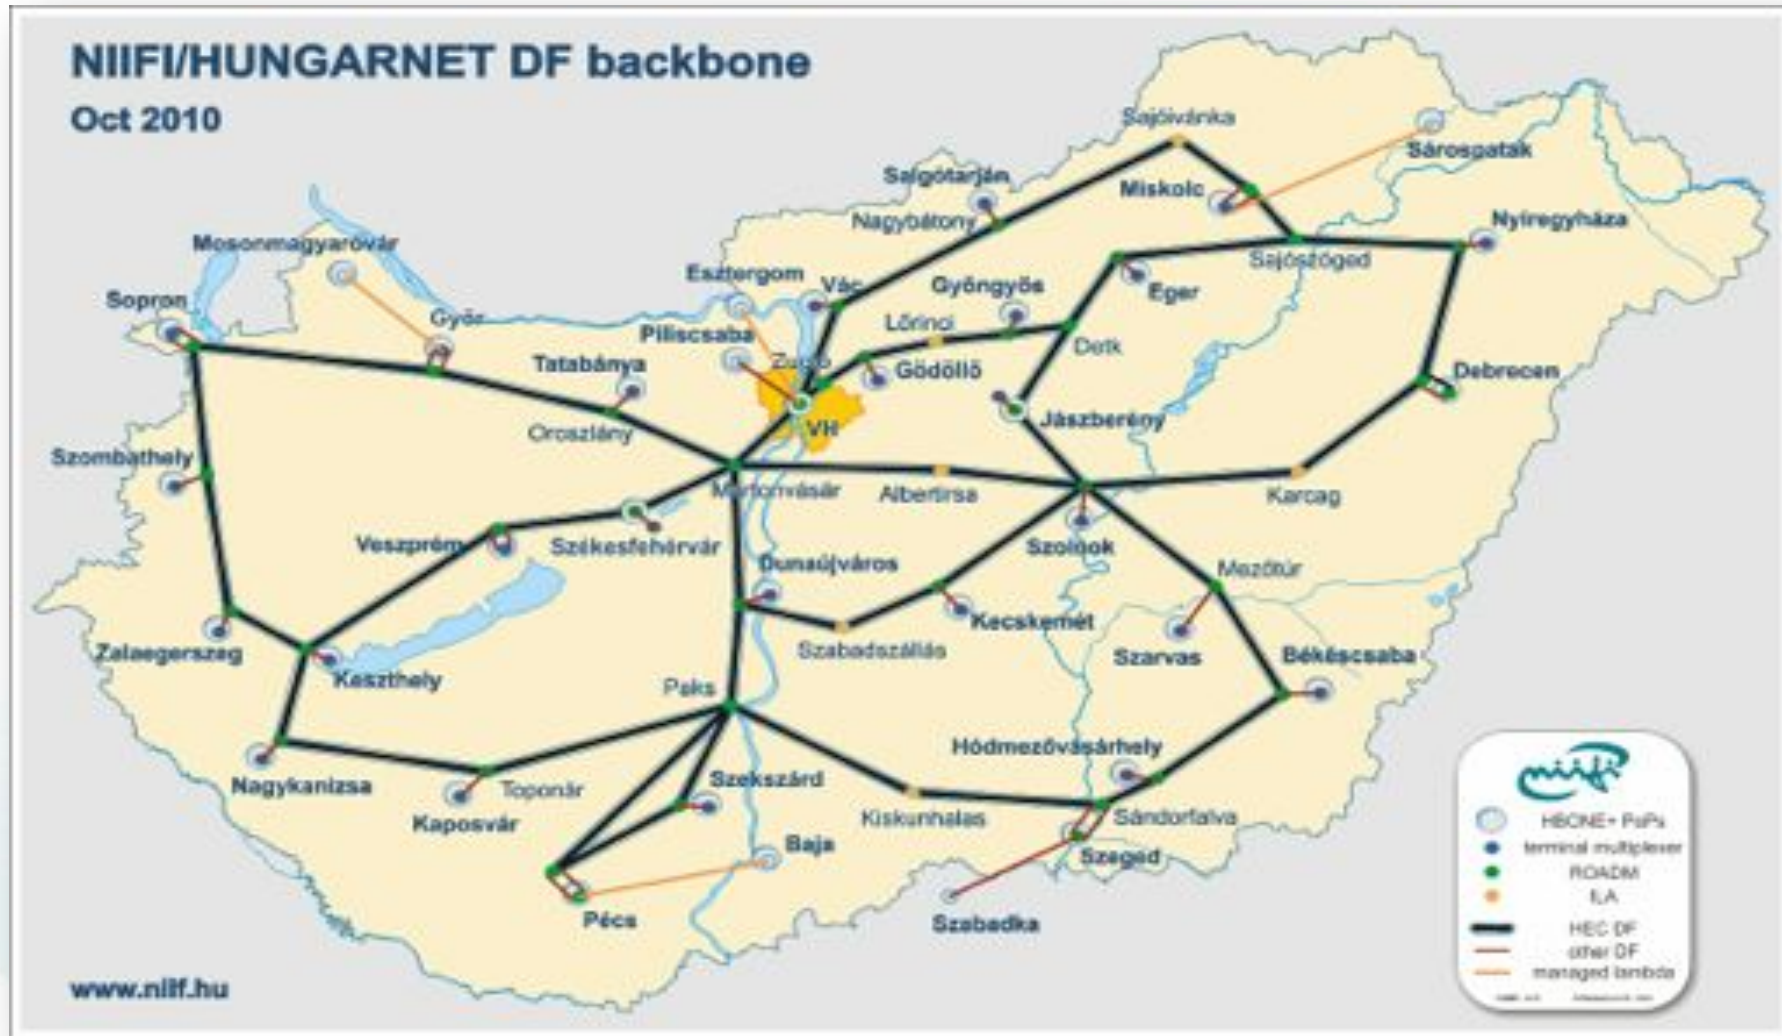 NIIFI/HUNGARNET DF backbone
Oct 2010
Sajóivánka
Sárospatak
Salgótarján
Miskolc
Nagybátony
Nyíregyháza
Mosonmagyaróvár
Sajószöged
Esztergom
Vác
Gyöngyös
Eger
Sopron
Győr
Lőrinci
Piliscsaba
Detk
Tatabánya
Gödöllő
Debrecen
Oroszlány
VH
Jászberény
Szombathely
Martonvásár
Albertirsa
Karcag
Veszprém
Székesfehérvár
Szolnok
Dunaújváros
Mezőtúr
Kecskemét
Zalaegerszeg
Szabadszállás
Szarvas
Békéscsaba
Keszthely
Paks
Hódmezővásárhely
Nagykanizsa
Toponár
Szekszárd
Kaposvár
Kiskunhalas
Sándorfalva
Baja
Szeged
Pécs
Szabadka
www.niif.hu
niifi
HBONE+ PoPs
terminal multiplexer
ROADM
ILA
HEC DF
other DF
managed lambda